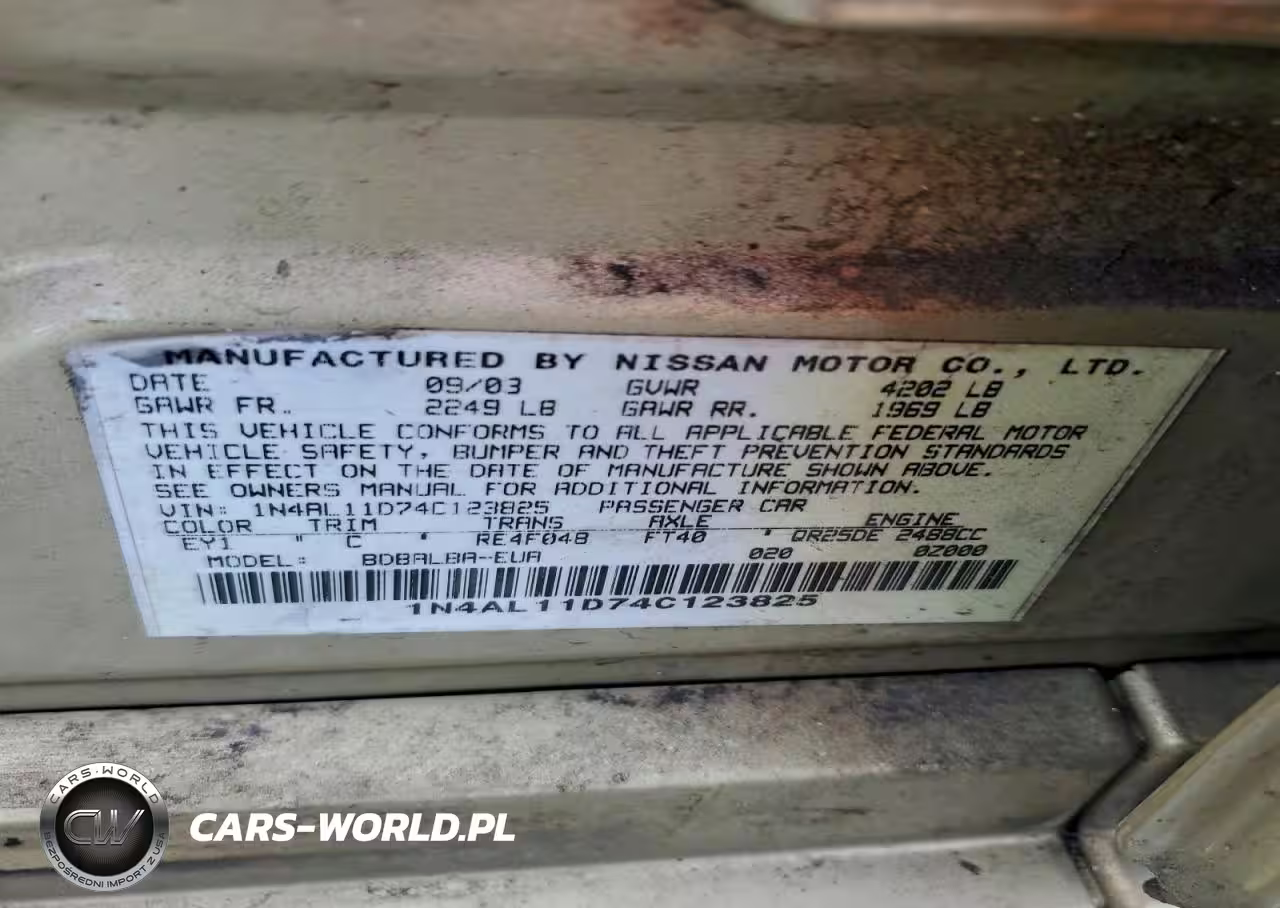 MANUFACTURED BY NISSAN MOTOR CO., LTD.
DATE 09/03 GVWR 4202 LB
GAWR FR. 2249 LB GAWR RR. 1969 LB
THIS VEHICLE CONFORMS TO ALL APPLICABLE FEDERAL MOTOR
VEHICLE SAFETY, BUMPER AND THEFT PREVENTION STANDARDS
IN EFFECT ON THE DATE OF MANUFACTURE SHOWN ABOVE.
SEE OWNERS MANUAL FOR ADDITIONAL INFORMATION.
VIN: 1N4AL11D74C123825 PASSENGER CAR
COLOR TRIM TRANS AXLE ENGINE
EY1 C RE4F04B FT40 QR25DE 2488CC
MODEL: BDBALBA-EUA 020 0Z000
1N4AL11D74C123825
CARS-WORLD
CW
BEZPOŚREDNI IMPORT Z USA
CARS-WORLD.PL